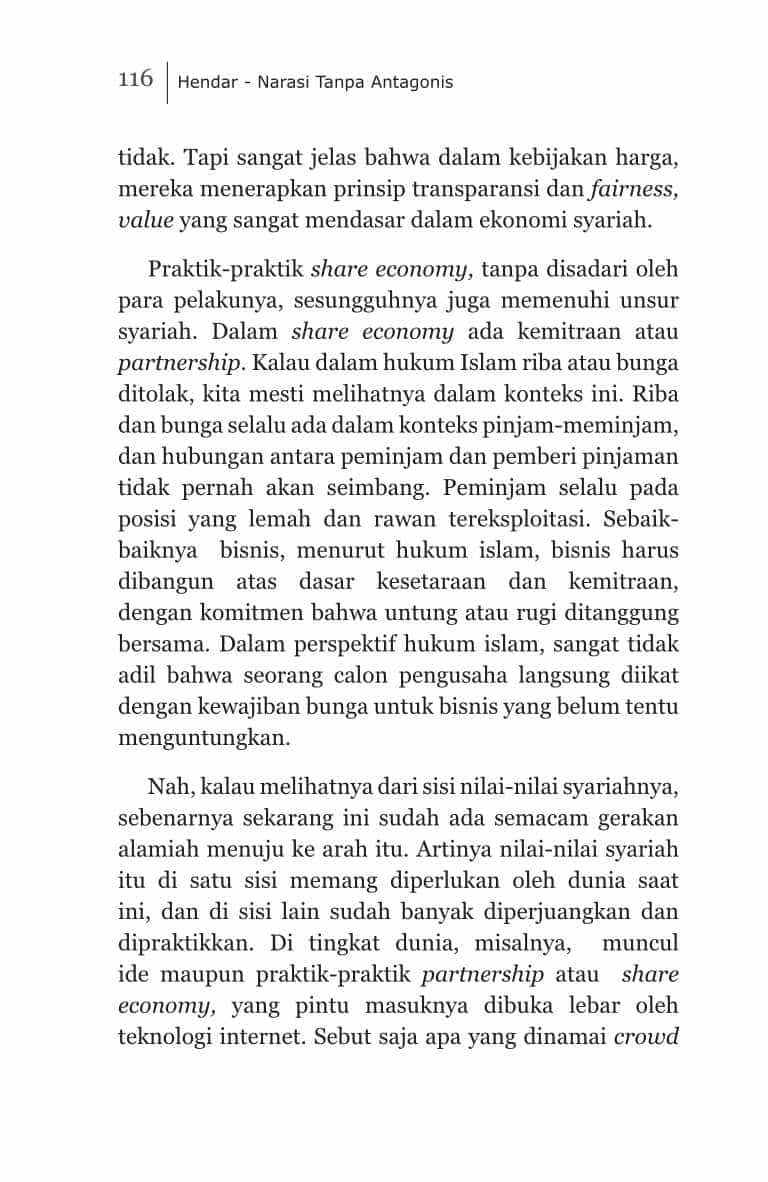 116 Hendar - Narasi Tanpa Antagonis
tidak. Tapi sangat jelas bahwa dalam kebijakan harga,
mereka menerapkan prinsip transparansi dan fairness,
value yang sangat mendasar dalam ekonomi syariah.
Praktik-praktik share economy, tanpa disadari oleh
para pelakunya, sesungguhnya juga memenuhi unsur
syariah. Dalam share economy ada kemitraan atau
partnership. Kalau dalam hukum Islam riba atau bunga
ditolak, kita mesti melihatnya dalam konteks ini. Riba
dan bunga selalu ada dalam konteks pinjam-meminjam,
dan hubungan antara peminjam dan pemberi pinjaman
tidak pernah akan seimbang. Peminjam selalu pada
posisi yang lemah dan rawan tereksploitasi. Sebaik-
baiknya bisnis, menurut hukum islam, bisnis harus
dibangun atas dasar kesetaraan dan kemitraan,
dengan komitmen bahwa untung atau rugi ditanggung
bersama. Dalam perspektif hukum islam, sangat tidak
adil bahwa seorang calon pengusaha langsung diikat
dengan kewajiban bunga untuk bisnis yang belum tentu
menguntungkan.
Nah, kalau melihatnya dari sisi nilai-nilai syariahnya,
sebenarnya sekarang ini sudah ada semacam gerakan
alamiah menuju ke arah itu. Artinya nilai-nilai syariah
itu di satu sisi memang diperlukan oleh dunia saat
ini, dan di sisi lain sudah banyak diperjuangkan dan
dipraktikkan. Di tingkat dunia, misalnya, muncul
ide maupun praktik-praktik partnership atau share
economy, yang pintu masuknya dibuka lebar oleh
teknologi internet. Sebut saja apa yang dinamai crowd